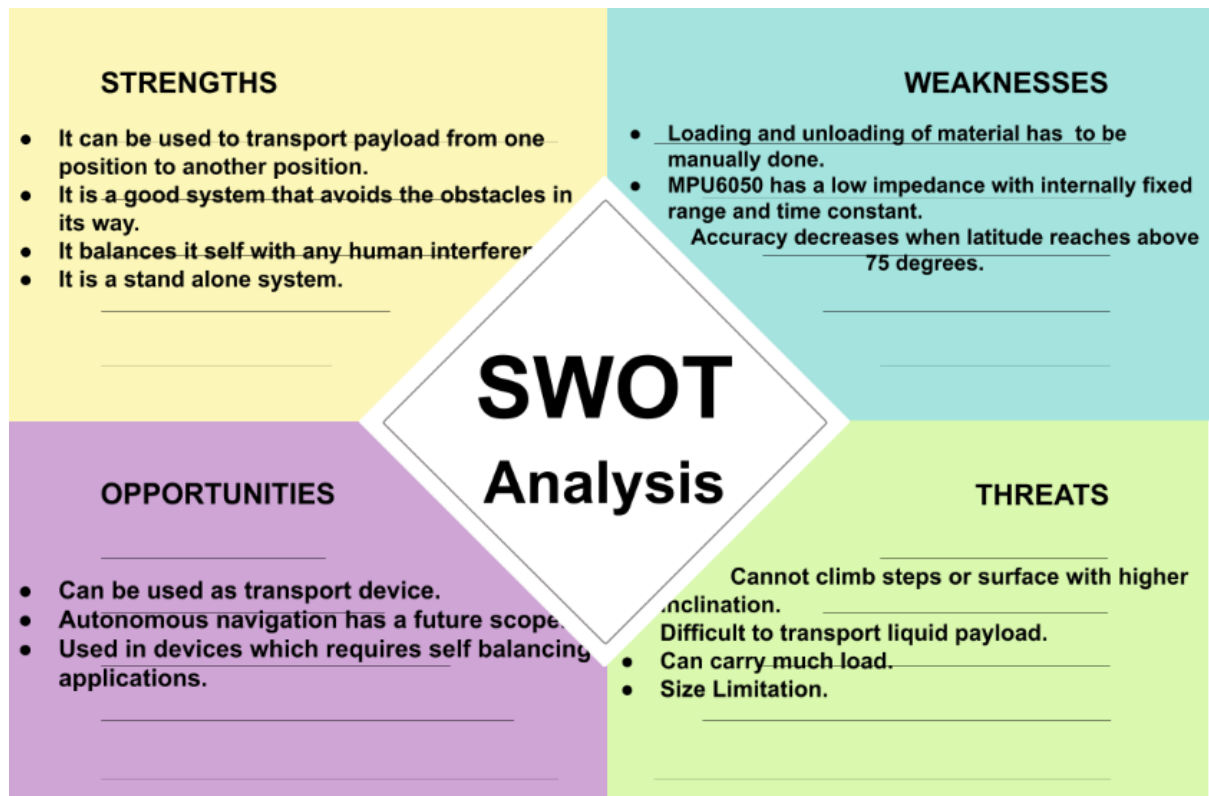 STRENGTHS
● It can be used to transport payload from one
position to another position.
● It is a good system that avoids the obstacles in
its way.
● It balances it self with any human
● It is a stand alone system.
WEAKNESSES
● Loading and unloading of material has  to be
manually done.
● MPU6050 has a low impedance with internally fixed
range and time constant.
Accuracy decreases when latitude reaches above
75 degrees.
SWOT
Analysis
OPPORTUNITIES
● Can be used as transport device.
● Autonomous navigation has a future scope.
● Used in devices which requires self balancing
applications.
THREATS
Cannot climb steps or surface with higher
inclination.
Difficult to transport liquid payload.
● Can carry much load.
● Size Limitation.